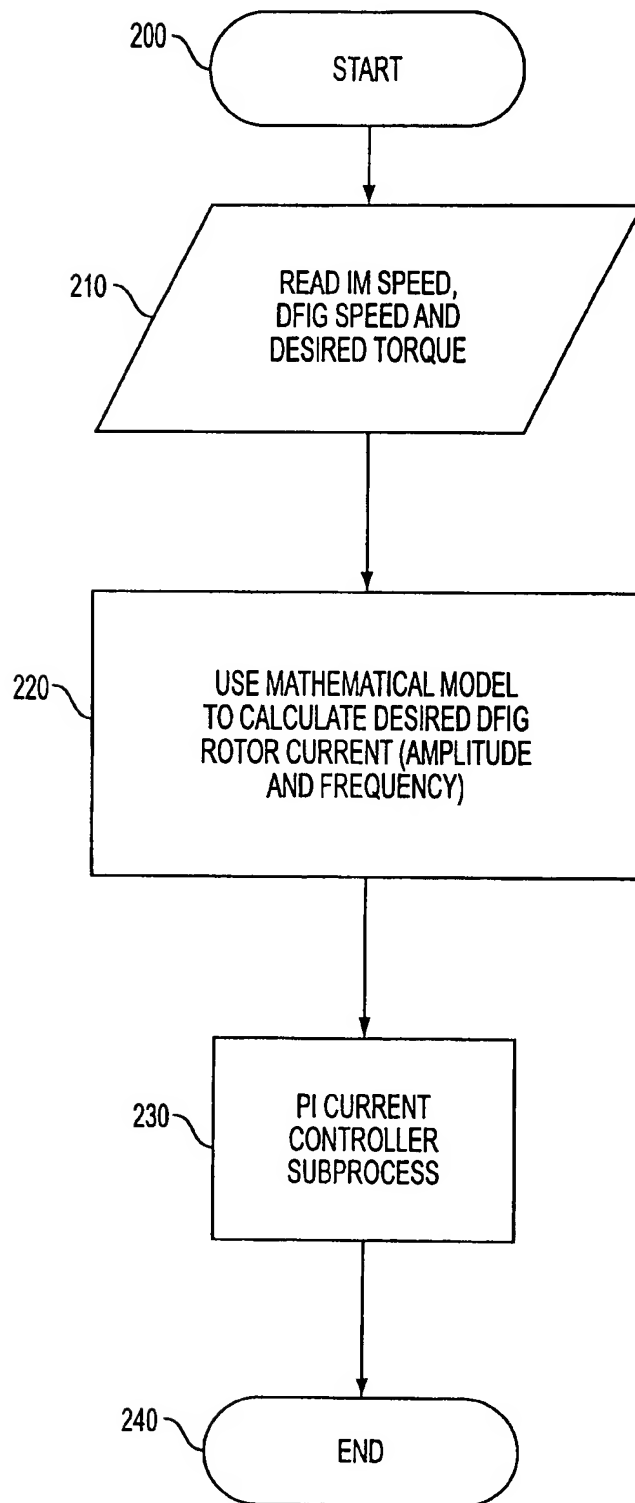 200
START
210
READ IM SPEED,
DFIG SPEED AND
DESIRED TORQUE
220
USE MATHEMATICAL MODEL
TO CALCULATE DESIRED DFIG
ROTOR CURRENT (AMPLITUDE
AND FREQUENCY)
230
PI CURRENT
CONTROLLER
SUBPROCESS
240
END